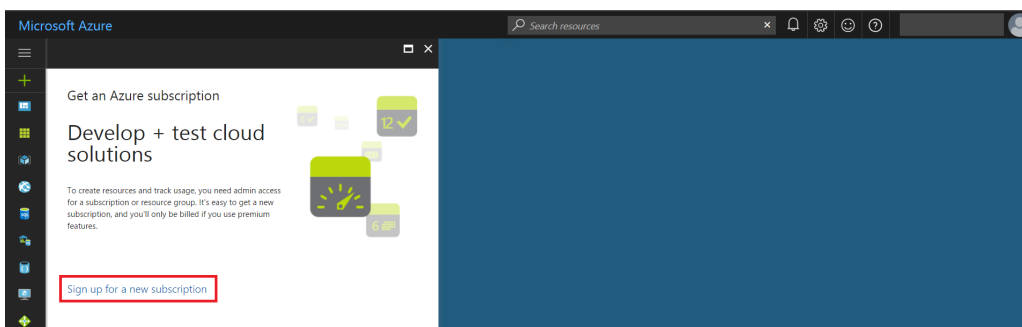 Microsoft Azure
Search resources
Get an Azure subscription
Develop + test cloud
solutions
12
6
To create resources and track usage, you need admin access
for a subscription or resource group. It's easy to get a new
subscription, and you'll only be billed if you use premium
features.
Sign up for a new subscription